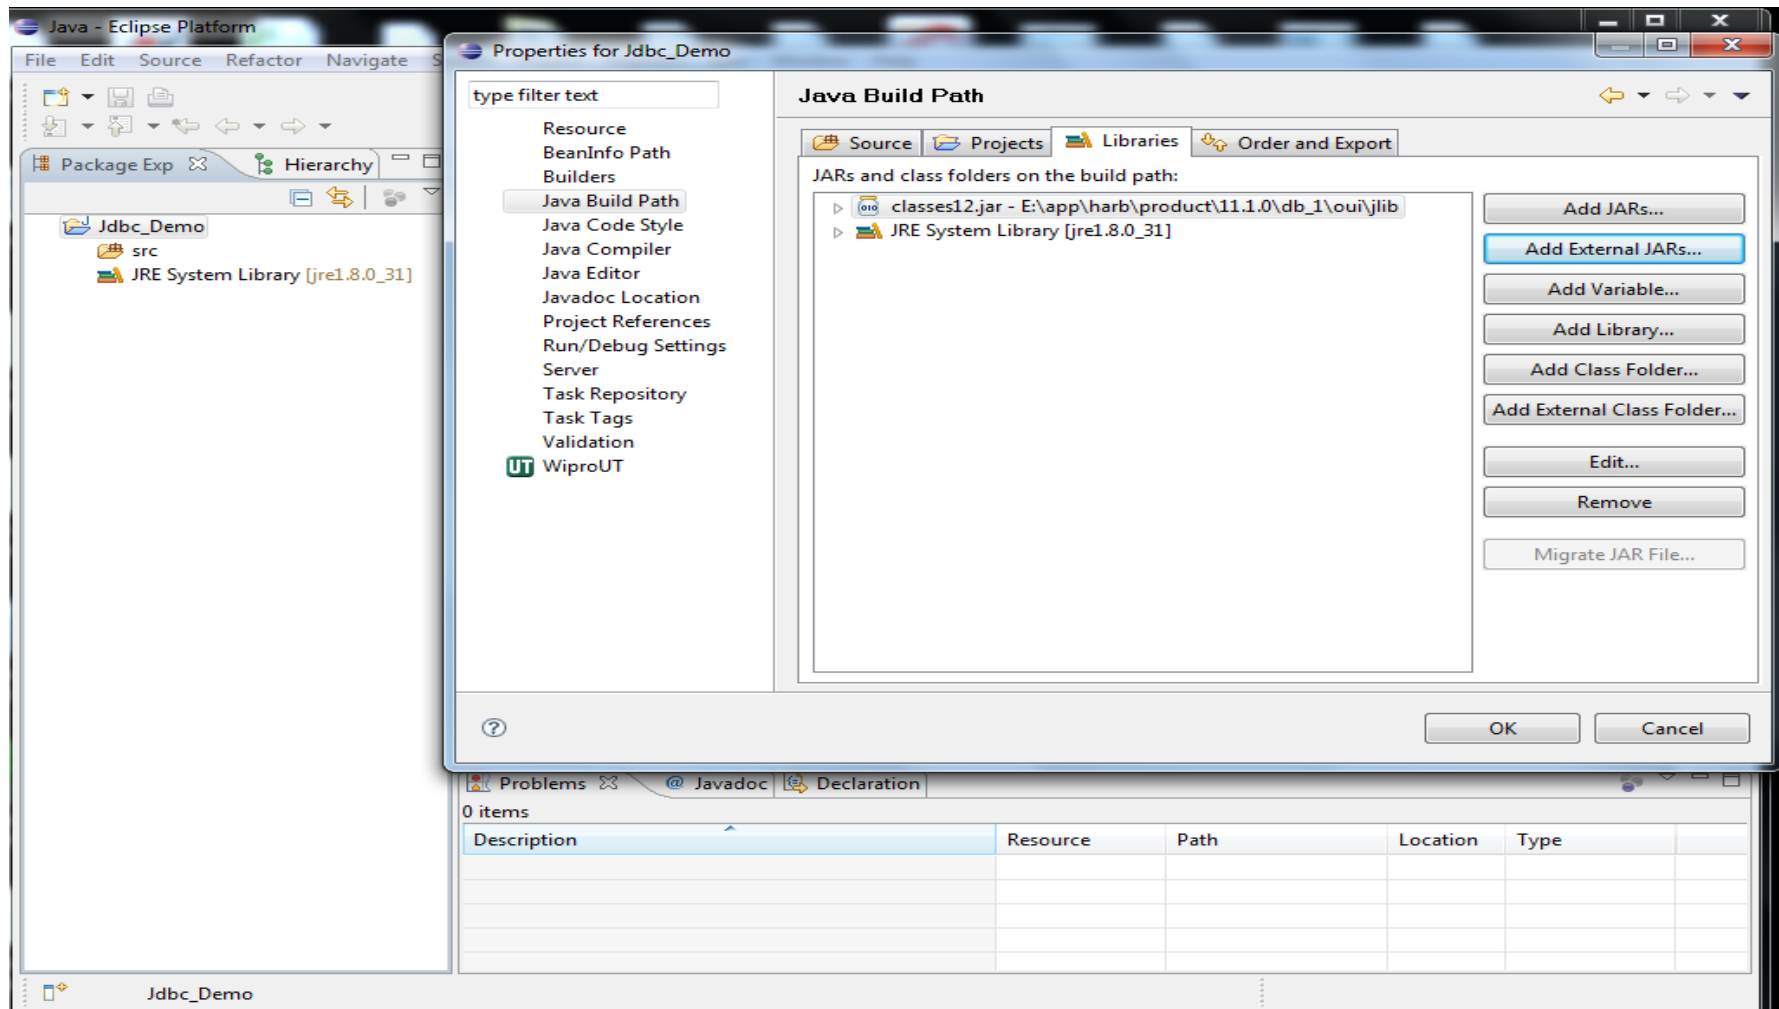 Java - Eclipse Platform
File Edit Source Refactor Navigate S
Package Exp Hierarchy
Jdbc_Demo
src
JRE System Library [jre1.8.0_31]
Properties for Jdbc_Demo
type filter text
Resource
BeanInfo Path
Builders
Java Build Path
Java Code Style
Java Compiler
Java Editor
Javadoc Location
Project References
Run/Debug Settings
Server
Task Repository
Task Tags
Validation
UT WiproUT
Java Build Path
Source Projects Libraries Order and Export
JARs and class folders on the build path:
classes12.jar - E:\app\harb\product\11.1.0\db_1\oui\jlib
JRE System Library [jre1.8.0_31]
Add JARs...
Add External JARs...
Add Variable...
Add Library...
Add Class Folder...
Add External Class Folder...
Edit...
Remove
Migrate JAR File...
OK Cancel
Problems @ Javadoc Declaration
0 items
Description Resource Path Location Type
Jdbc_Demo